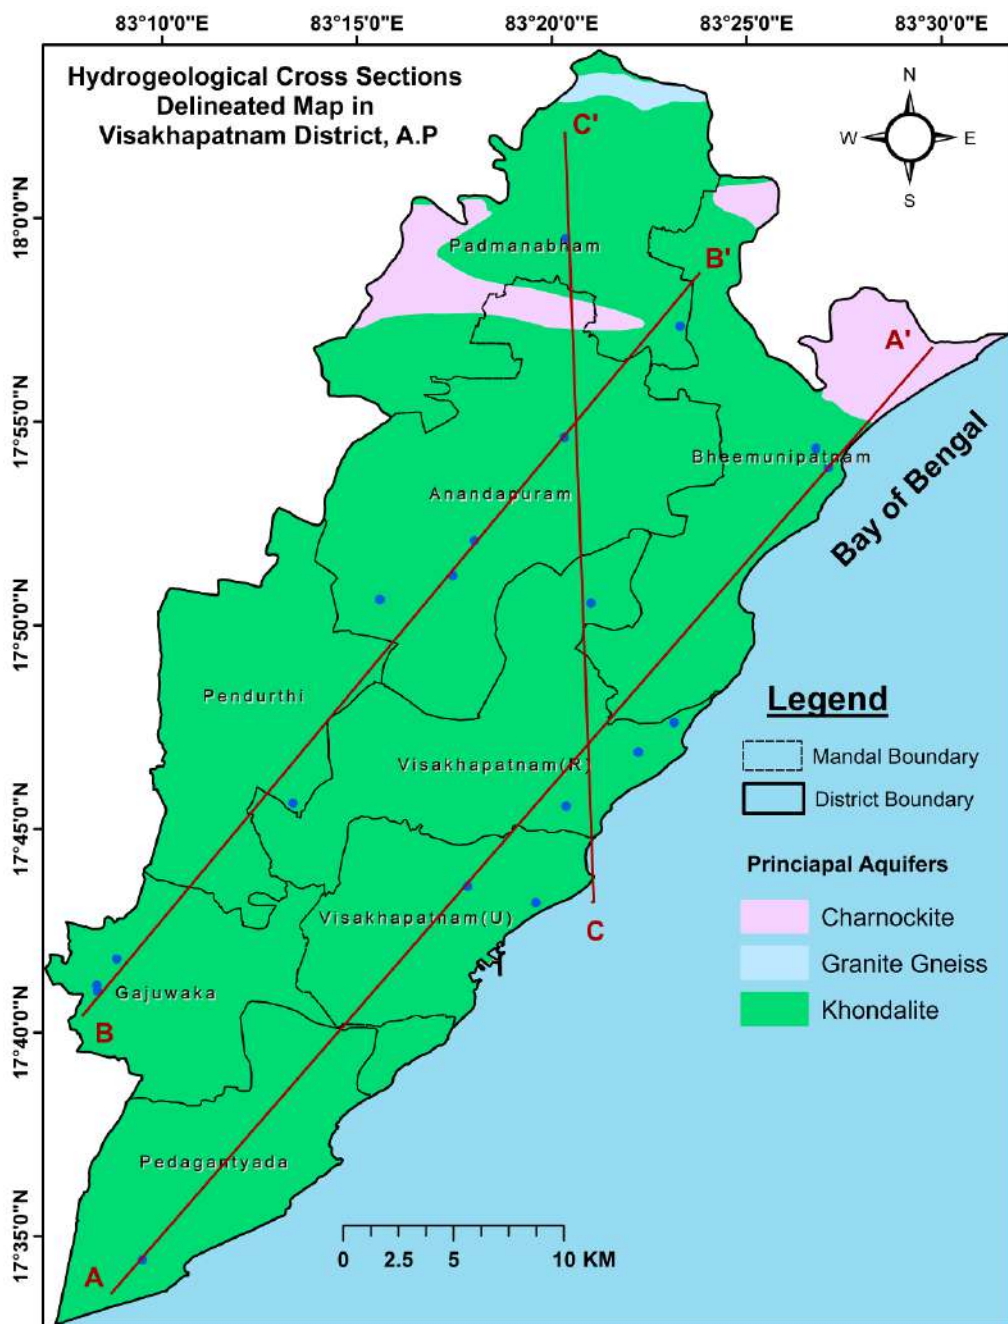 83°10'0"E 83°15'0"E 83°20'0"E 83°25'0"E 83°30'0"E
Hydrogeological Cross Sections
Delineated Map in
Visakhapatnam District, A.P
N
W E
S
C'
18°0'0"N
Padmanabham
B'
A'
17°55'0"N
Bheemunipatnam
Anandapuram
Bay of Bengal
17°50'0"N
Pendurthi
Legend
Visakhapatnam(R)
Mandal Boundary
District Boundary
17°45'0"N
Princiapal Aquifers
Visakhapatnam(U)
Charnockite
C
Granite Gneiss
Gajuwaka
Khondalite
B
17°40'0"N
Pedagantyada
17°35'0"N
0 2.5 5 10 KM
A